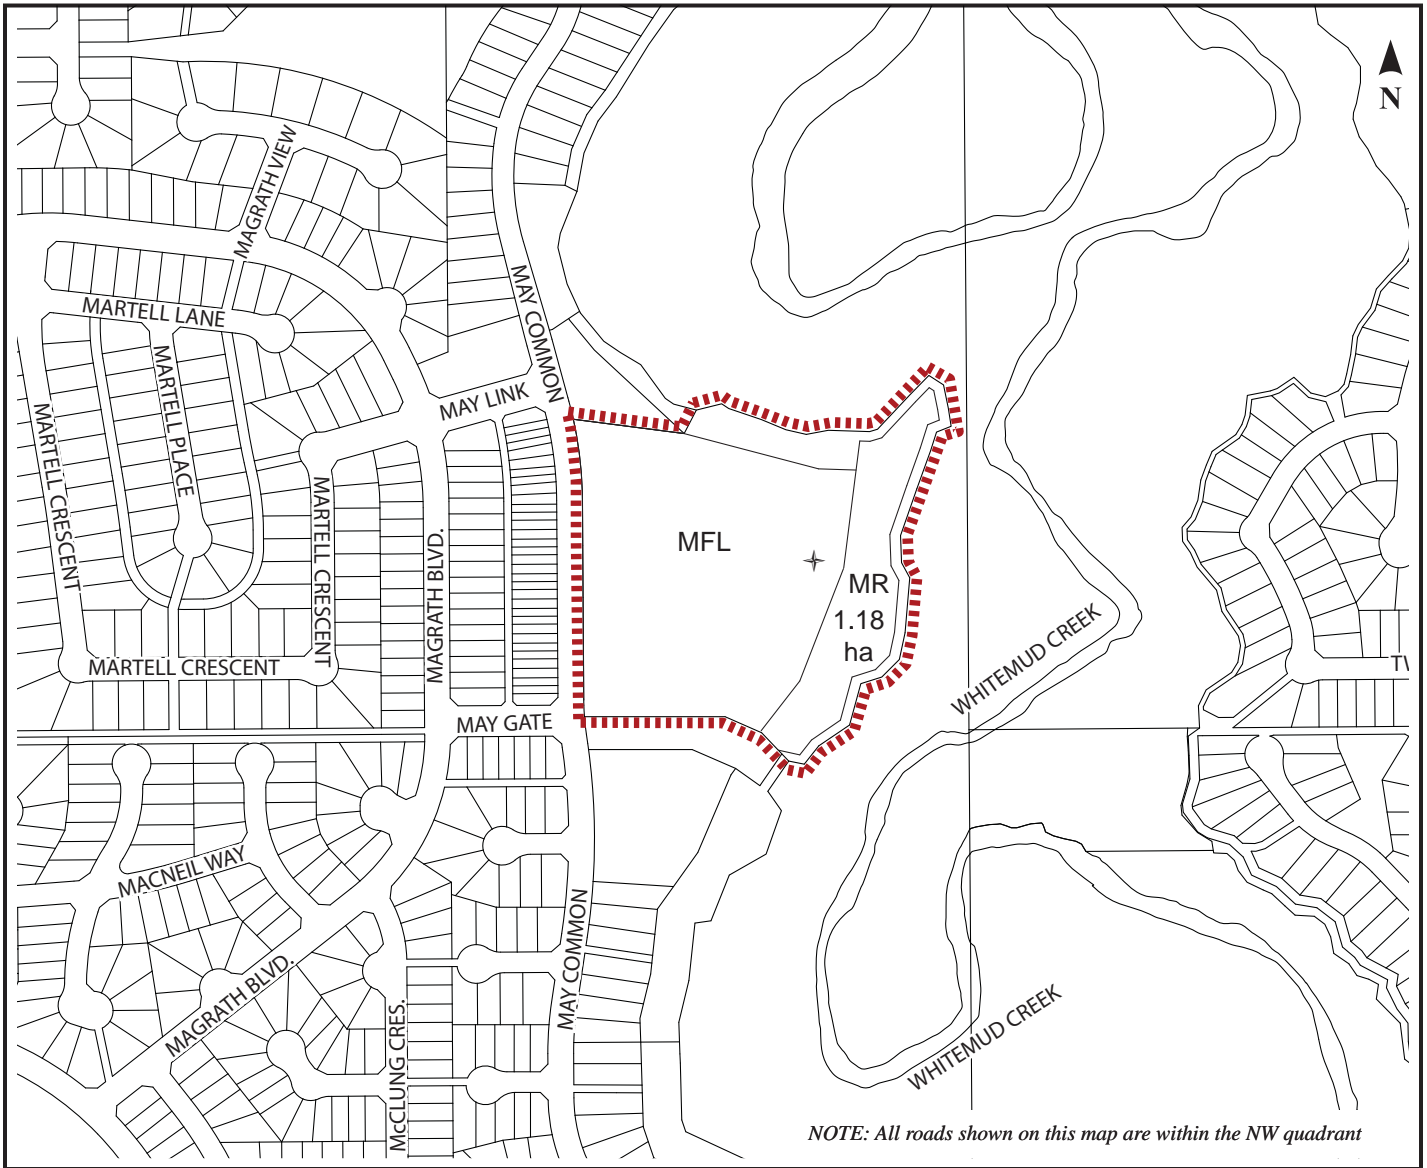 N
MAGRATH VIEW
MAY COMMON
MARTELL LANE
MARTELL PLACE
MAY LINK
MARTELL CRESCENT
MARTELL CRESCENT
MAGRATH BLVD.
MFL
MR
1.18
ha
WHITEMUD CREEK
MARTELL CRESCENT
TW
MAY GATE
MACNEIL WAY
MAGRATH BLVD.
MAY COMMON
McCLUNG CRES.
WHITEMUD CREEK
NOTE: All roads shown on this map are within the NW quadrant